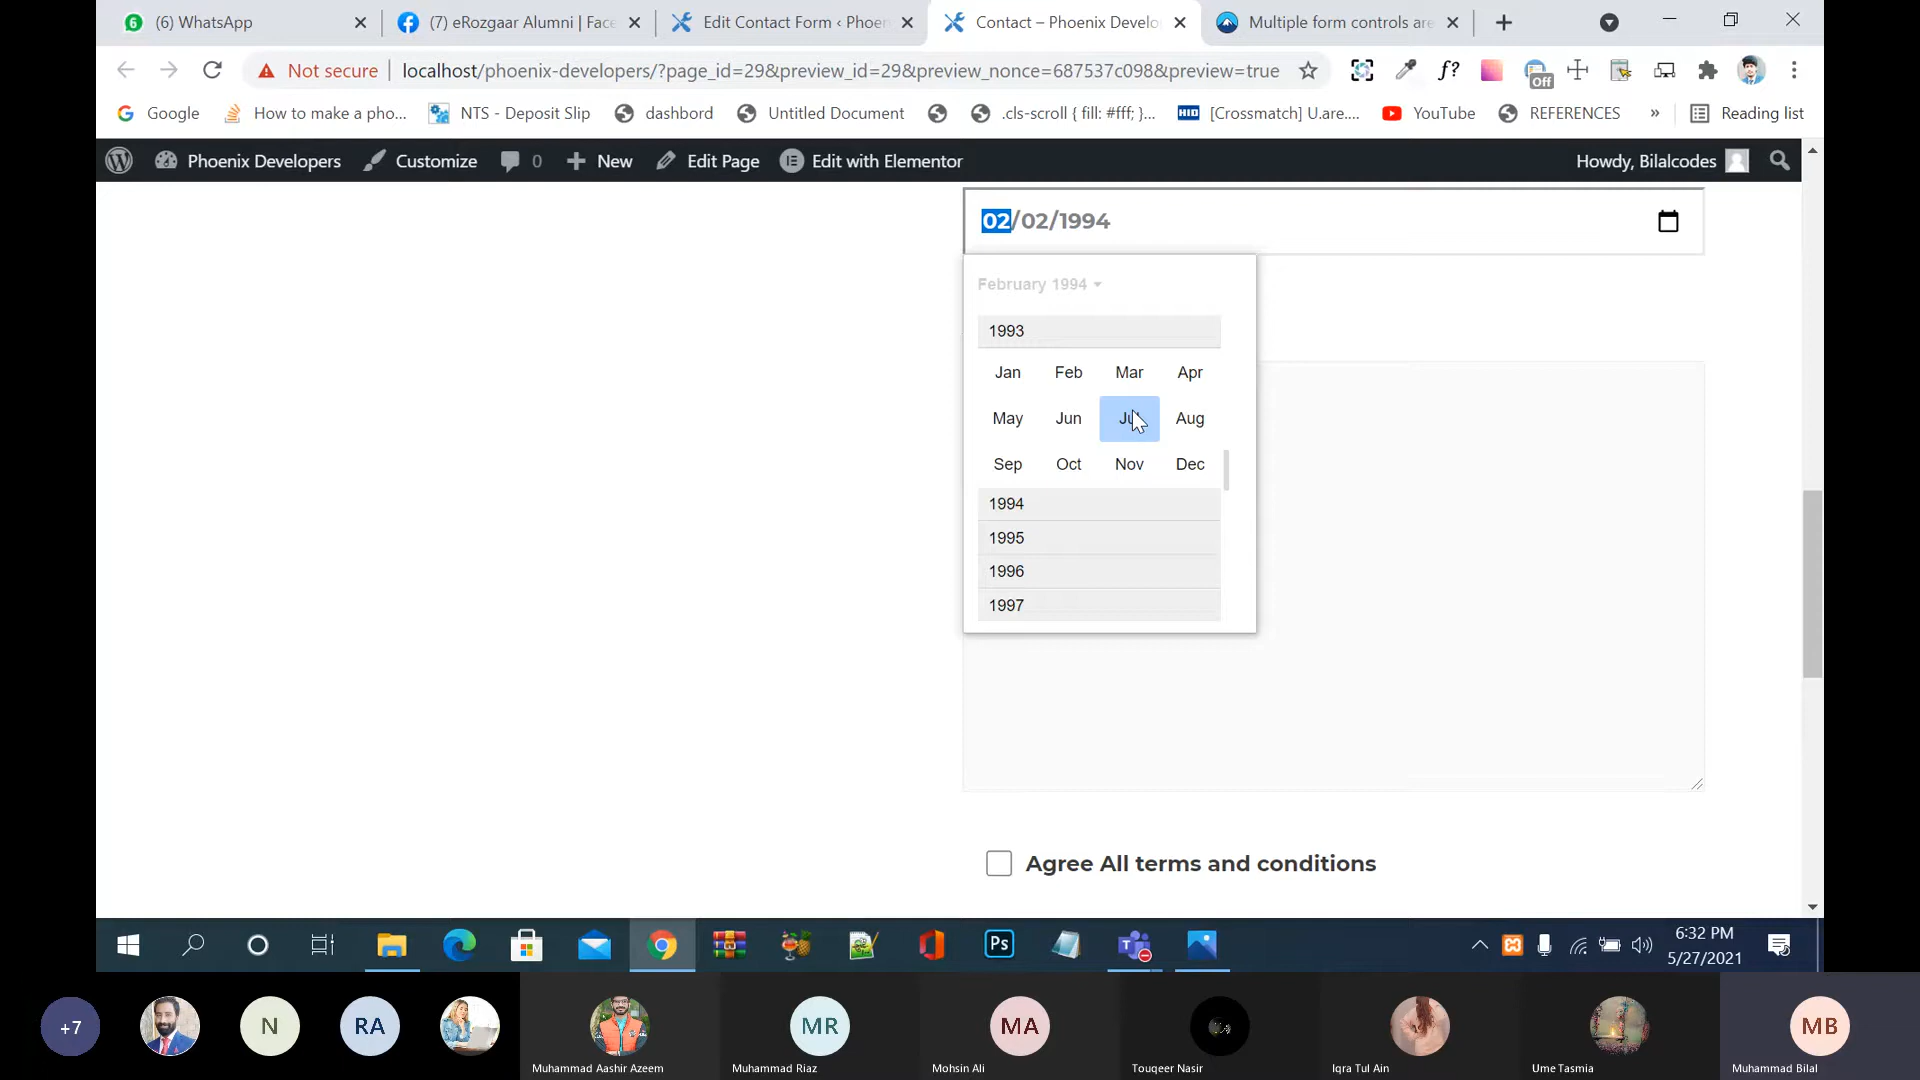 6 (6) WhatsApp
(7) eRozgaar Alumni | Face
Edit Contact Form ‹ Phoen
Contact – Phoenix Develo
Multiple form controls are
Not secure | localhost/phoenix-developers/?page_id=29&preview_id=29&preview_nonce=687537c098&preview=true
f?
Off
Google
How to make a pho...
NTS - Deposit Slip
dashbord
Untitled Document
.cls-scroll { fill: #fff; }...
HID [Crossmatch] U.are....
YouTube
REFERENCES
»
Reading list
Phoenix Developers
Customize
0
New
Edit Page
Edit with Elementor
Howdy, Bilalcodes
02/02/1994
February 1994
1993
Jan Feb Mar Apr
May Jun Jul Aug
Sep Oct Nov Dec
1994
1995
1996
1997
Agree All terms and conditions
Ps
6:32 PM
5/27/2021
+7
N
RA
MR
MA
MB
Muhammad Aashir Azeem
Muhammad Riaz
Mohsin Ali
Touqeer Nasir
Iqra Tul Ain
Ume Tasmia
Muhammad Bilal